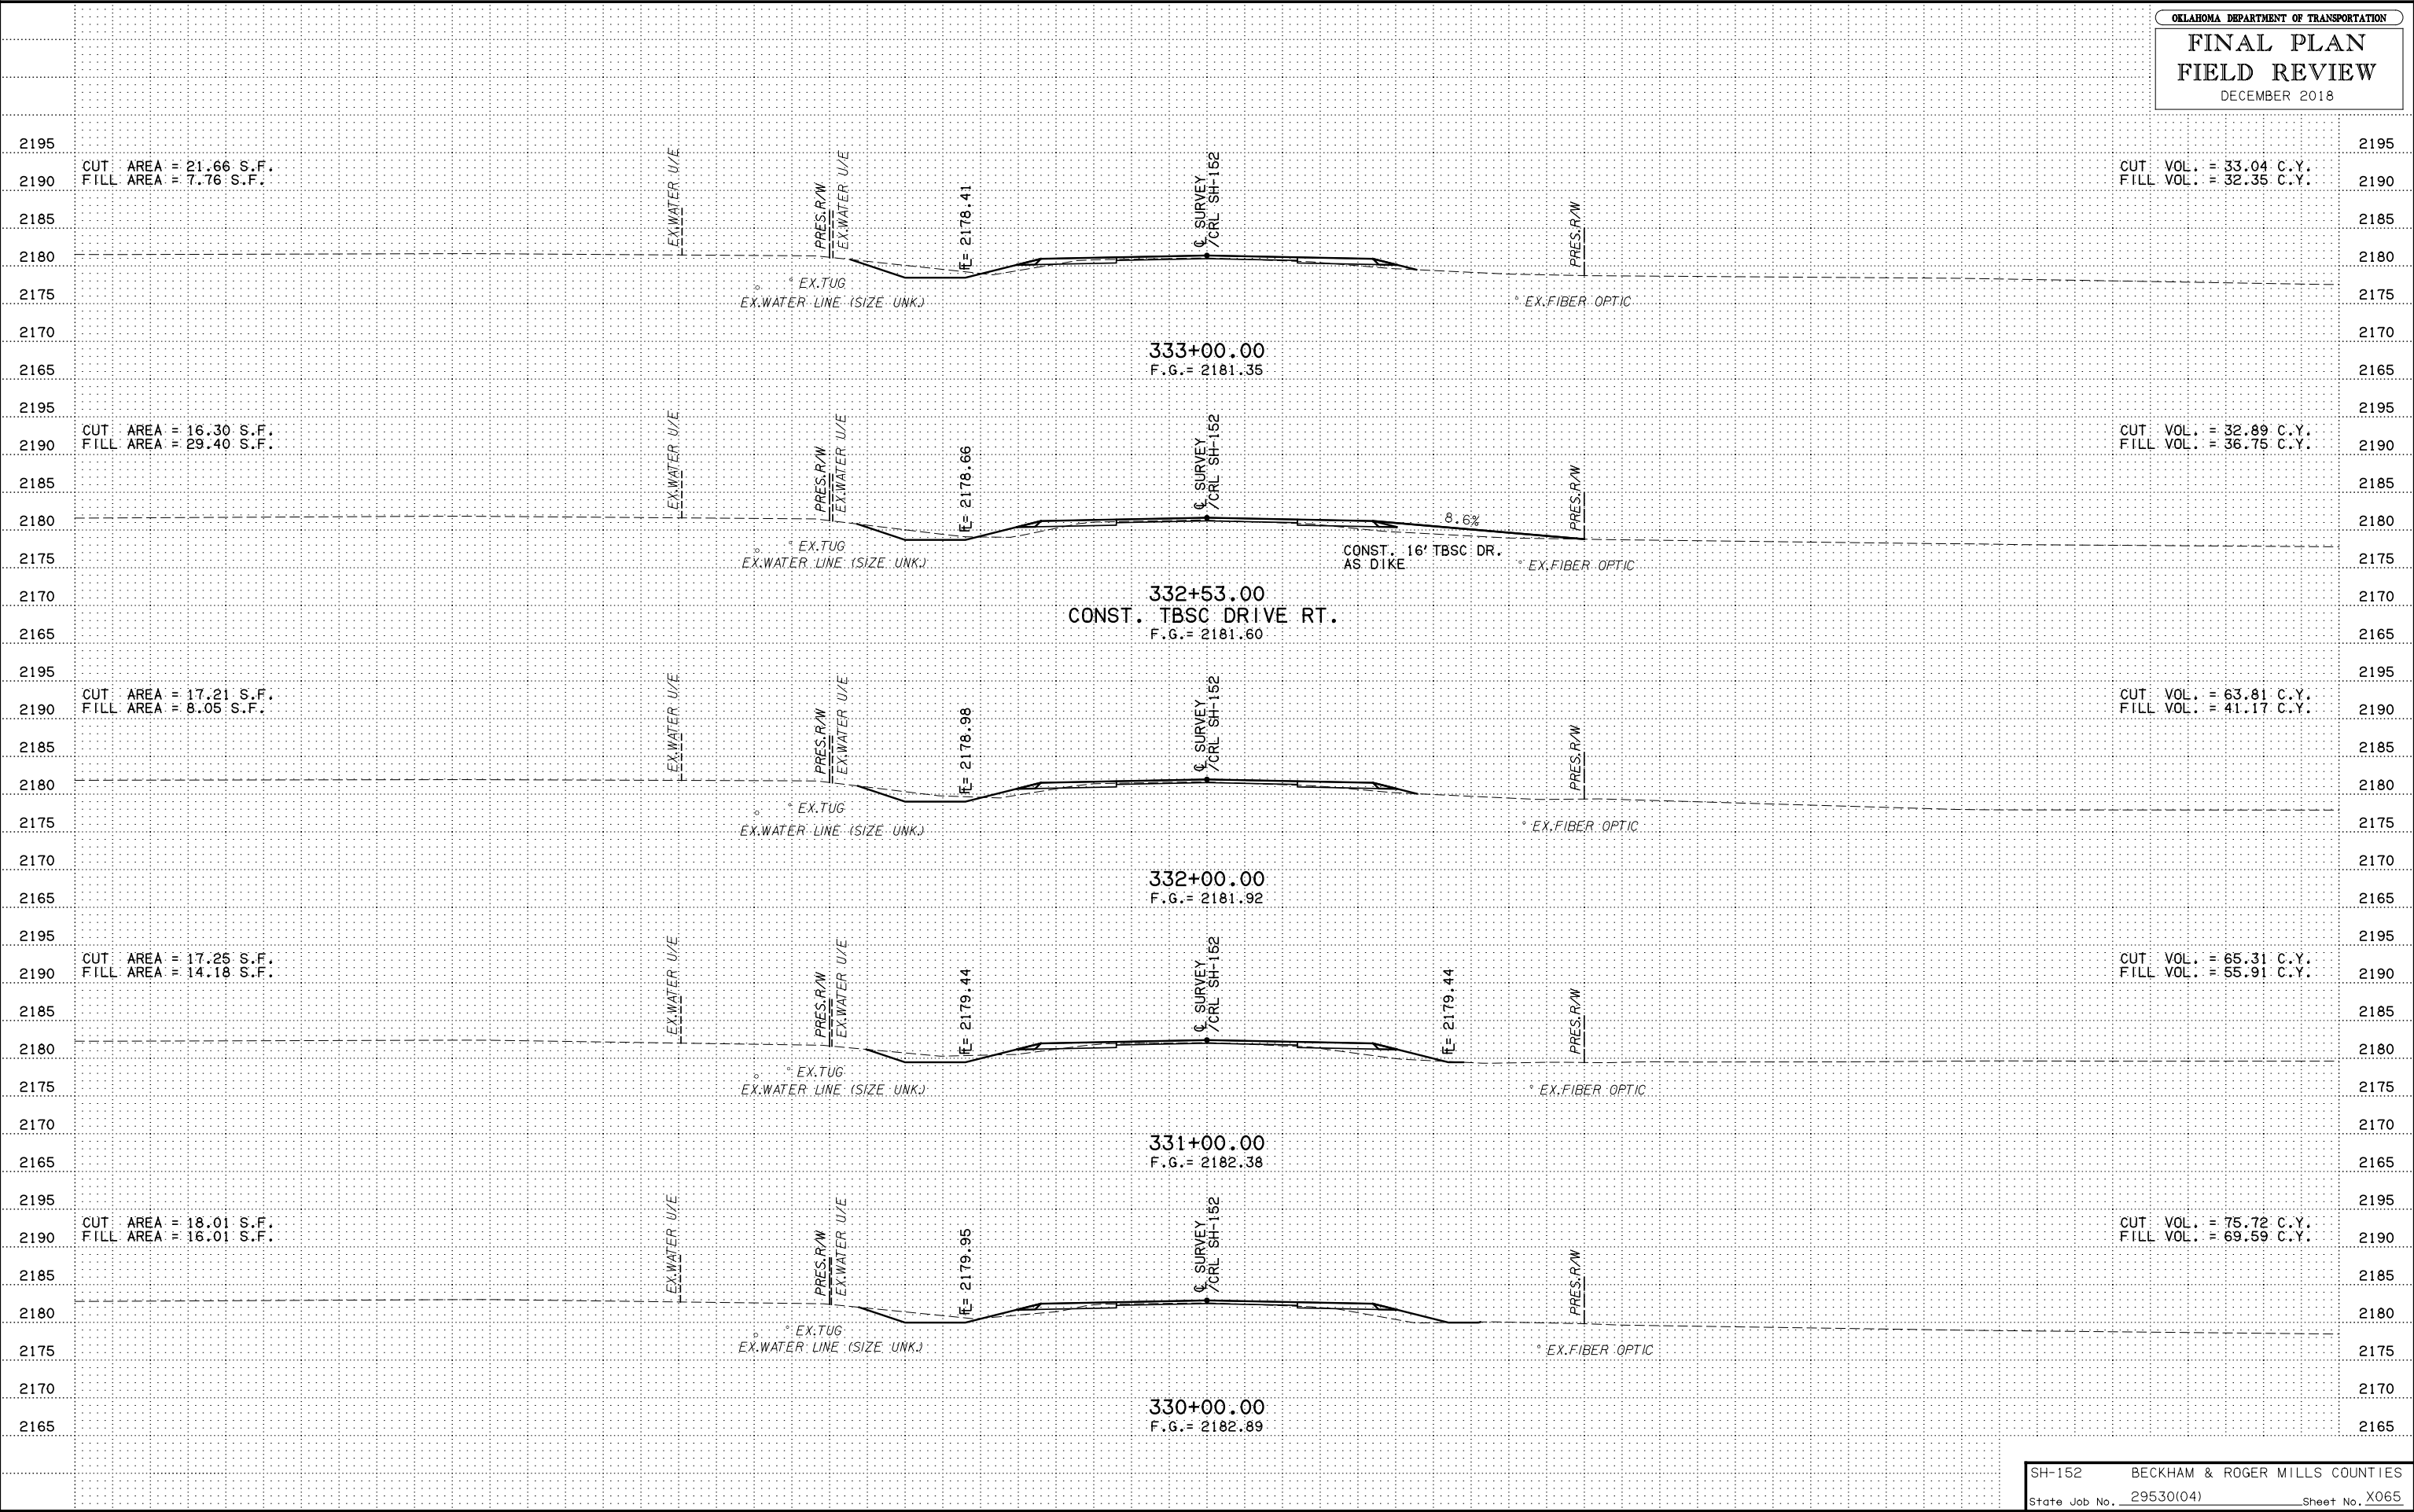 OKLAHOMA DEPARTMENT OF TRANSPORTATION
FINAL PLAN
FIELD REVIEW
DECEMBER 2018
2195
2190
2185
2180
2175
2170
2165
CUT AREA = 21.66 S.F.
FILL AREA = 7.76 S.F.
EX.WATER U/E
PRES.R/W
EX.WATER U/E
FL= 2178.41
℄ SURVEY
/CRL SH-152
PRES.R/W
CUT VOL. = 33.04 C.Y.
FILL VOL. = 32.35 C.Y.
2195
2190
2185
2180
2175
2170
2165
EX.TUG
EX.WATER LINE (SIZE UNK.)
EX.FIBER OPTIC
333+00.00
F.G.= 2181.35
2195
2190
2185
2180
2175
2170
2165
CUT AREA = 16.30 S.F.
FILL AREA = 29.40 S.F.
EX.WATER U/E
PRES.R/W
EX.WATER U/E
FL= 2178.66
℄ SURVEY
/CRL SH-152
8.6%
PRES.R/W
CUT VOL. = 32.89 C.Y.
FILL VOL. = 36.75 C.Y.
2195
2190
2185
2180
2175
2170
2165
EX.TUG
EX.WATER LINE (SIZE UNK.)
CONST. 16' TBSC DR.
AS DIKE
EX.FIBER OPTIC
332+53.00
CONST. TBSC DRIVE RT.
F.G.= 2181.60
2195
2190
2185
2180
2175
2170
2165
CUT AREA = 17.21 S.F.
FILL AREA = 8.05 S.F.
EX.WATER U/E
PRES.R/W
EX.WATER U/E
FL= 2178.98
℄ SURVEY
/CRL SH-152
PRES.R/W
CUT VOL. = 63.81 C.Y.
FILL VOL. = 41.17 C.Y.
2195
2190
2185
2180
2175
2170
2165
EX.TUG
EX.WATER LINE (SIZE UNK.)
EX.FIBER OPTIC
332+00.00
F.G.= 2181.92
2195
2190
2185
2180
2175
2170
2165
CUT AREA = 17.25 S.F.
FILL AREA = 14.18 S.F.
EX.WATER U/E
PRES.R/W
EX.WATER U/E
FL= 2179.44
℄ SURVEY
/CRL SH-152
FL= 2179.44
PRES.R/W
CUT VOL. = 65.31 C.Y.
FILL VOL. = 55.91 C.Y.
2195
2190
2185
2180
2175
2170
2165
EX.TUG
EX.WATER LINE (SIZE UNK.)
EX.FIBER OPTIC
331+00.00
F.G.= 2182.38
2195
2190
2185
2180
2175
2170
2165
CUT AREA = 18.01 S.F.
FILL AREA = 16.01 S.F.
EX.WATER U/E
PRES.R/W
EX.WATER U/E
FL= 2179.95
℄ SURVEY
/CRL SH-152
PRES.R/W
CUT VOL. = 75.72 C.Y.
FILL VOL. = 69.59 C.Y.
2195
2190
2185
2180
2175
2170
2165
EX.TUG
EX.WATER LINE (SIZE UNK.)
EX.FIBER OPTIC
330+00.00
F.G.= 2182.89
SH-152 BECKHAM & ROGER MILLS COUNTIES
State Job No. 29530(04) Sheet No. X065